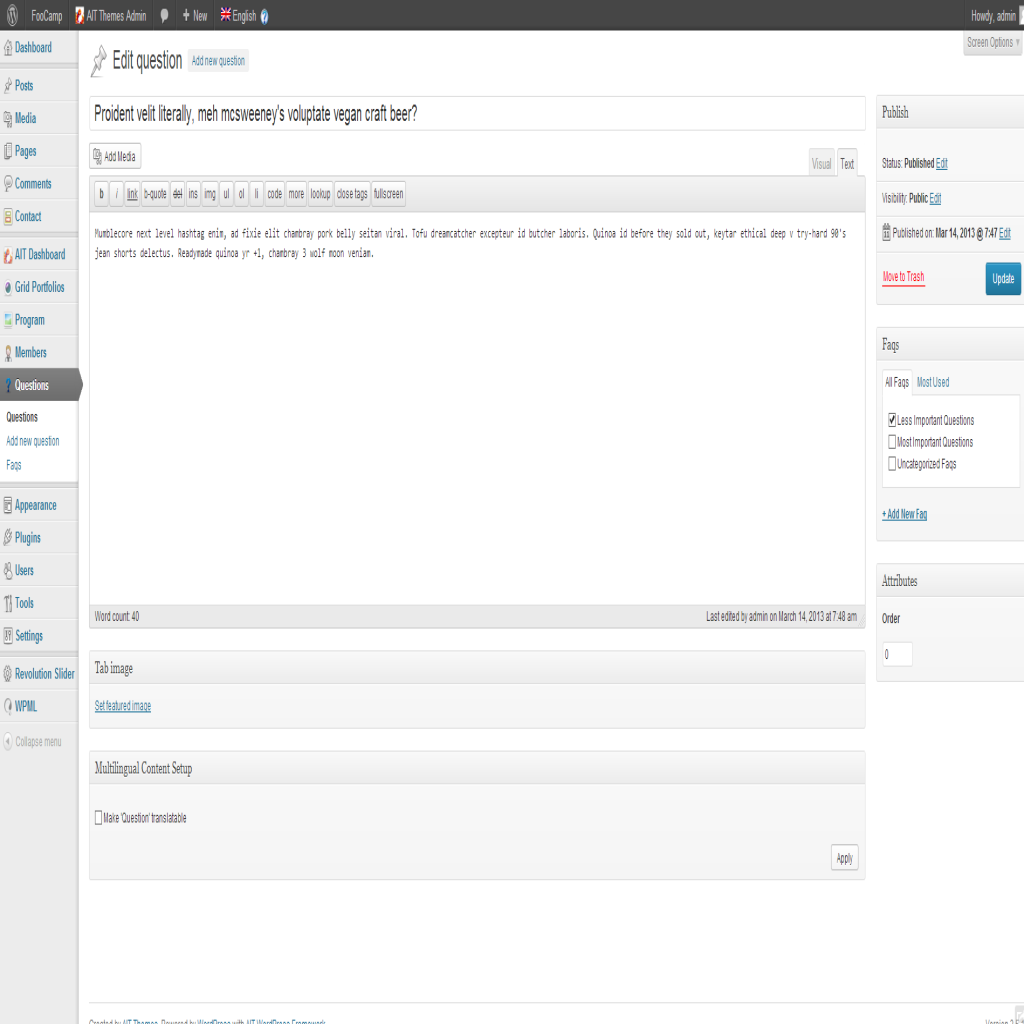 FooCamp AIT Themes Admin + New English Howdy, admin
Screen Options
Dashboard
Posts
Media
Pages
Comments
Contact
AIT Dashboard
Grid Portfolios
Program
Members
Questions
Questions
Add new question
Faqs
Appearance
Plugins
Users
Tools
Settings
Revolution Slider
WPML
Collapse menu
Edit question Add new question
Proident velit literally, meh mcsweeney's voluptate vegan craft beer?
Add Media
Visual Text
b i link b-quote del ins img ul ol li code more lookup close tags fullscreen
Mumblecore next level hashtag enim, ad fixie elit chambray pork belly seitan viral. Tofu dreamcatcher excepteur id butcher laboris. Quinoa id before they sold out, keytar ethical deep v try-hard 90's
jean shorts delectus. Readymade quinoa yr +1, chambray 3 wolf moon veniam.
Word count: 40 Last edited by admin on March 14, 2013 at 7:48 am
Tab image
Set featured image
Multilingual Content Setup
Make 'Question' translatable
Apply
Publish
Status: Published Edit
Visibility: Public Edit
Published on: Mar 14, 2013 @ 7:47 Edit
Move to Trash Update
Faqs
All Faqs Most Used
Less Important Questions
Most Important Questions
Uncategorized Faqs
+ Add New Faq
Attributes
Order
0
Created by AIT Themes. Powered by WordPress with AIT WordPress Framework
Version